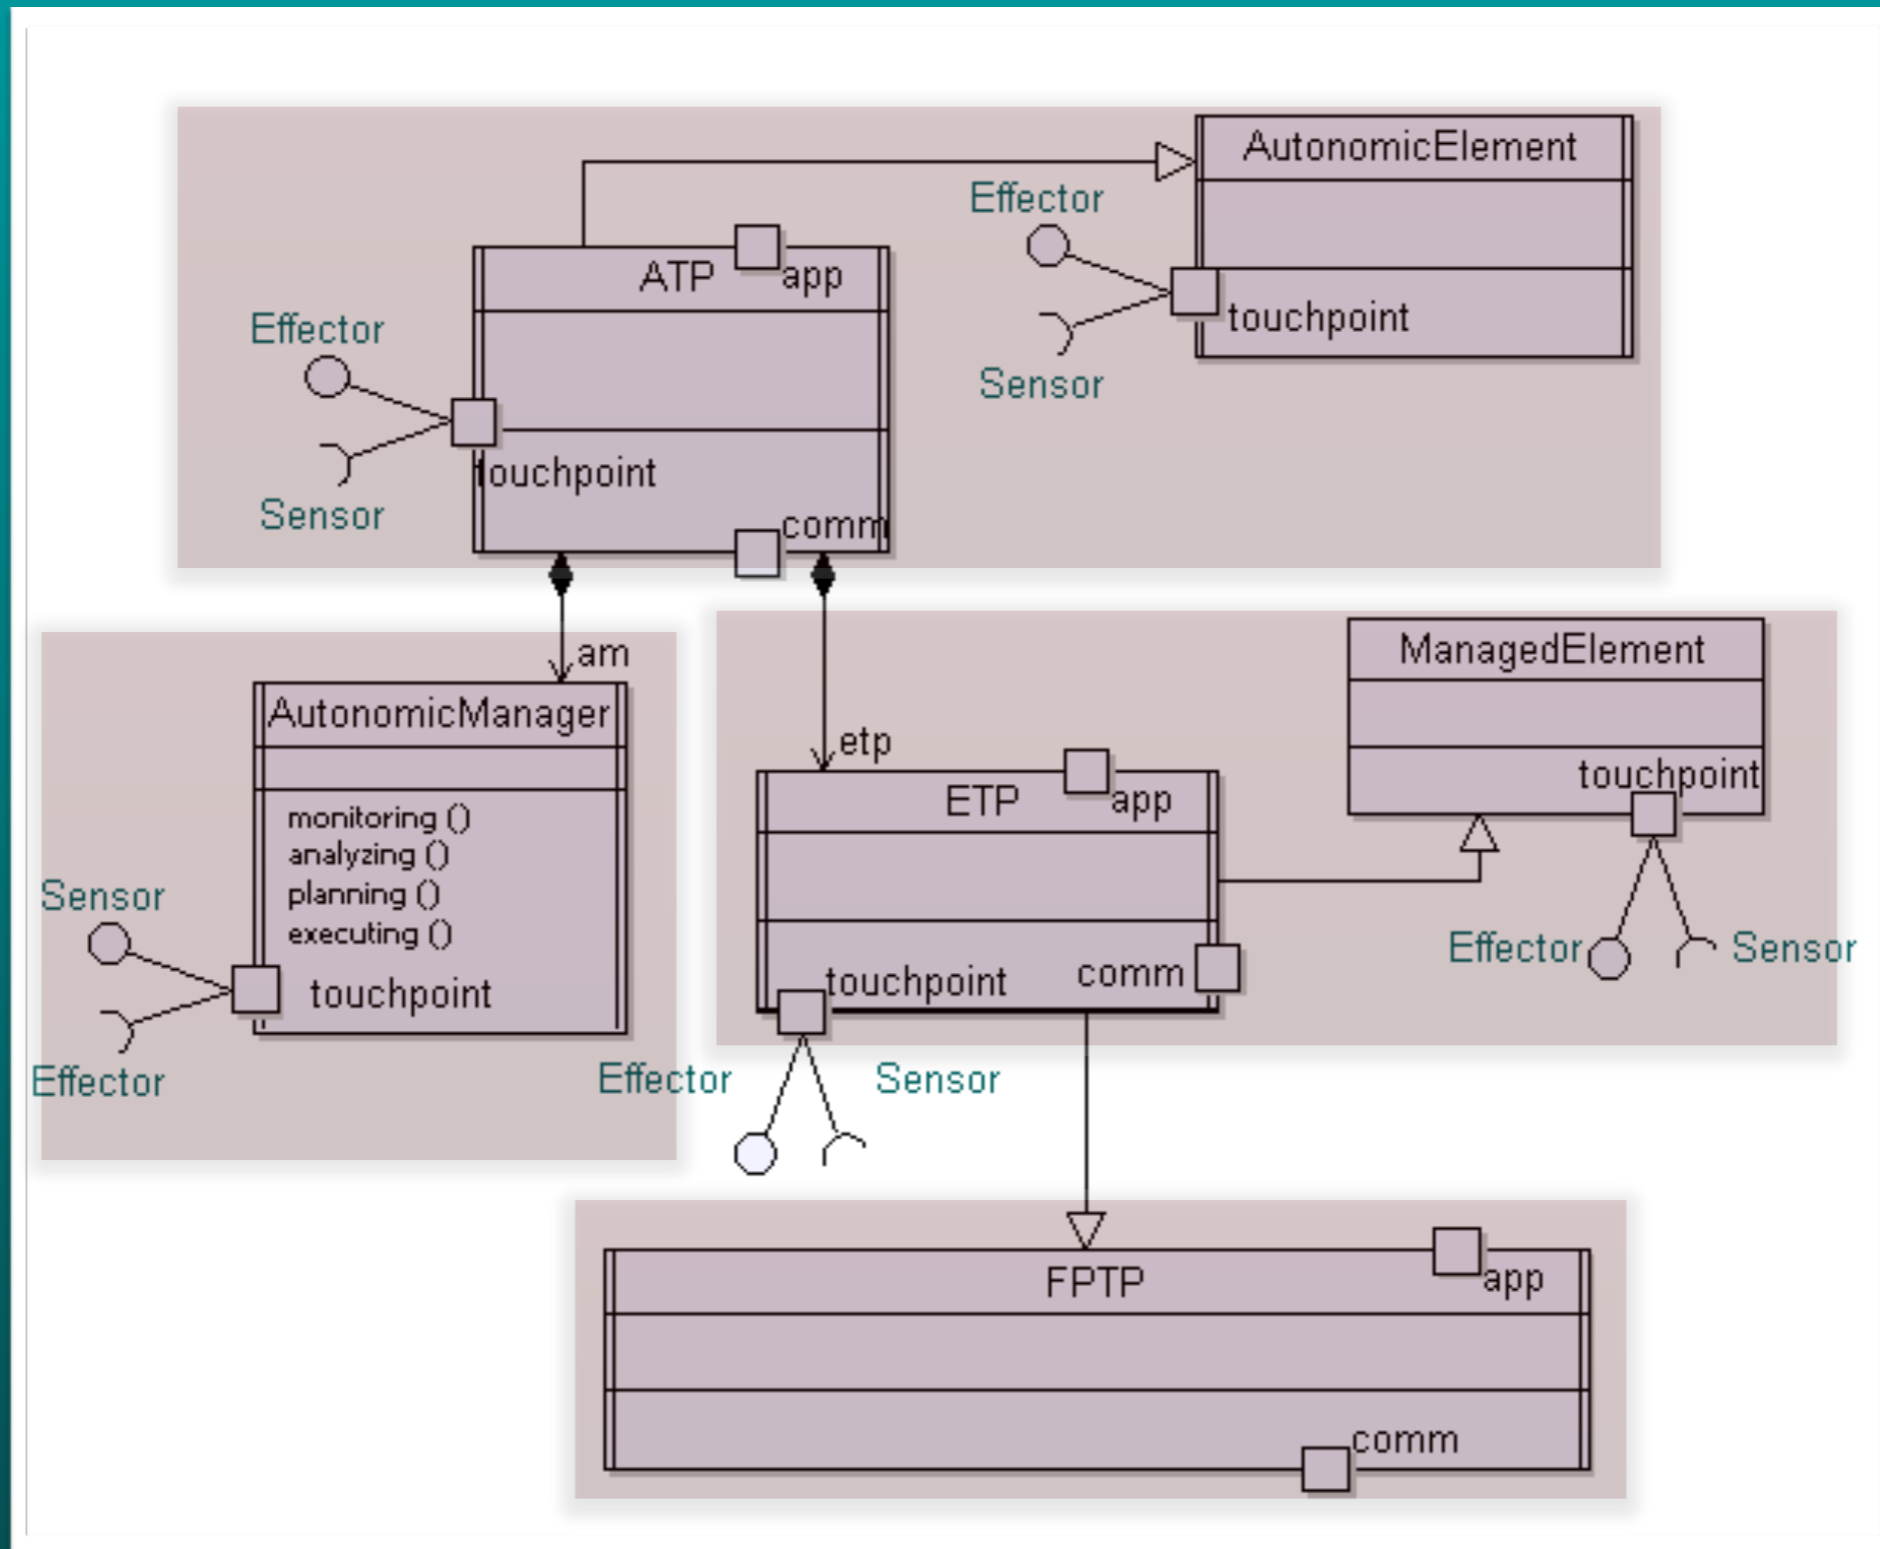 AutonomicElement
Effector
touchpoint
Sensor
ATP
app
Effector
touchpoint
Sensor
comm
am
AutonomicManager
monitoring ()
analyzing ()
planning ()
executing ()
touchpoint
Sensor
Effector
etp
ETP
app
touchpoint
comm
Effector
Sensor
ManagedElement
touchpoint
Effector
Sensor
FPTP
app
comm